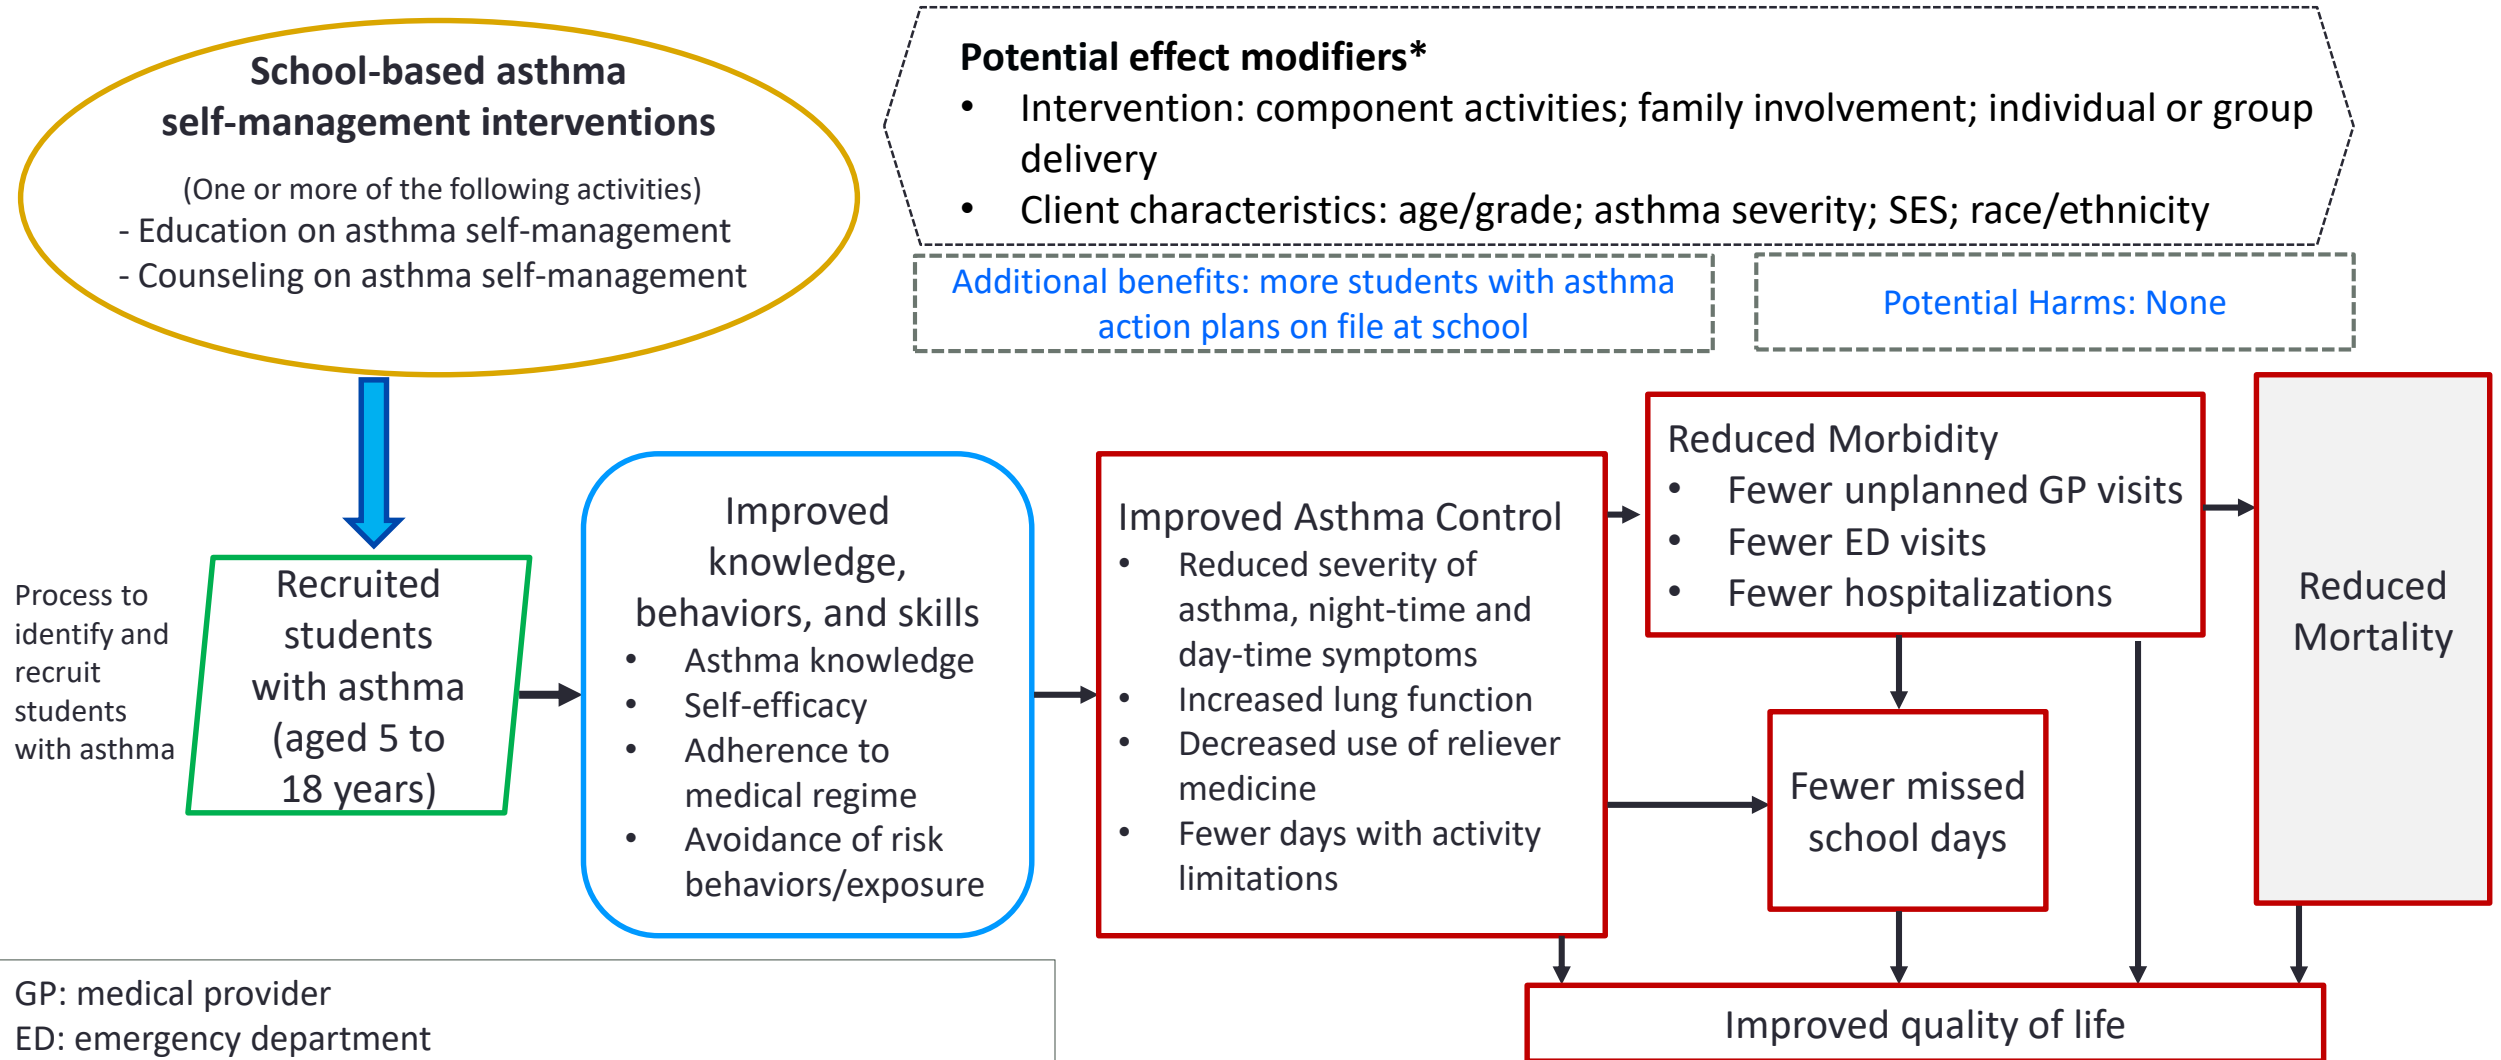 School-based asthma
self-management interventions
(One or more of the following activities)
- Education on asthma self-management
- Counseling on asthma self-management
Potential effect modifiers*
• Intervention: component activities; family involvement; individual or group
delivery
• Client characteristics: age/grade; asthma severity; SES; race/ethnicity
Additional benefits: more students with asthma
action plans on file at school
Potential Harms: None
Process to
identify and
recruit
students
with asthma
Recruited
students
with asthma
(aged 5 to
18 years)
Improved
knowledge,
behaviors, and skills
• Asthma knowledge
• Self-efficacy
• Adherence to
medical regime
• Avoidance of risk
behaviors/exposure
Improved Asthma Control
• Reduced severity of
asthma, night-time and
day-time symptoms
• Increased lung function
• Decreased use of reliever
medicine
• Fewer days with activity
limitations
Reduced Morbidity
• Fewer unplanned GP visits
• Fewer ED visits
• Fewer hospitalizations
Fewer missed
school days
Reduced
Mortality
Improved quality of life
GP: medical provider
ED: emergency department